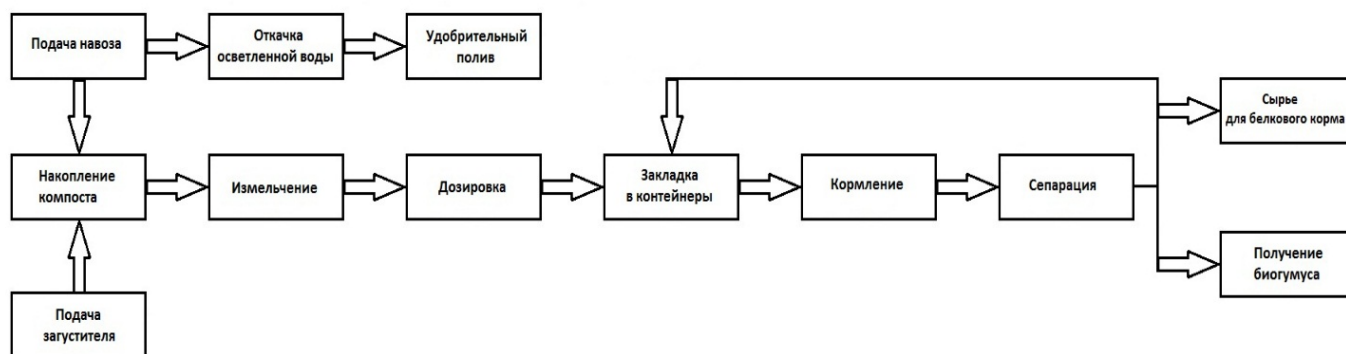 Подача навоза
Откачка
осветленной воды
Удобрительный
полив
Сырье
для белкового корма
Накопление
компоста
Измельчение
Дозировка
Закладка
в контейнеры
Кормление
Сепарация
Получение
биогумуса
Подача
загустителя